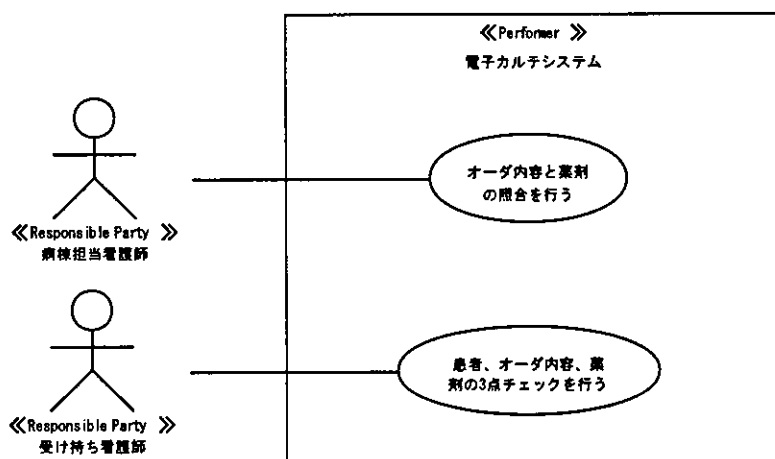 ≪Performer ≫
電子カルテシステム
オーダ内容と薬剤
の照合を行う
≪Responsible Party ≫
病棟担当看護師
患者、オーダ内容、薬
剤の3点チェックを行う
≪Responsible Party ≫
受け持ち看護師